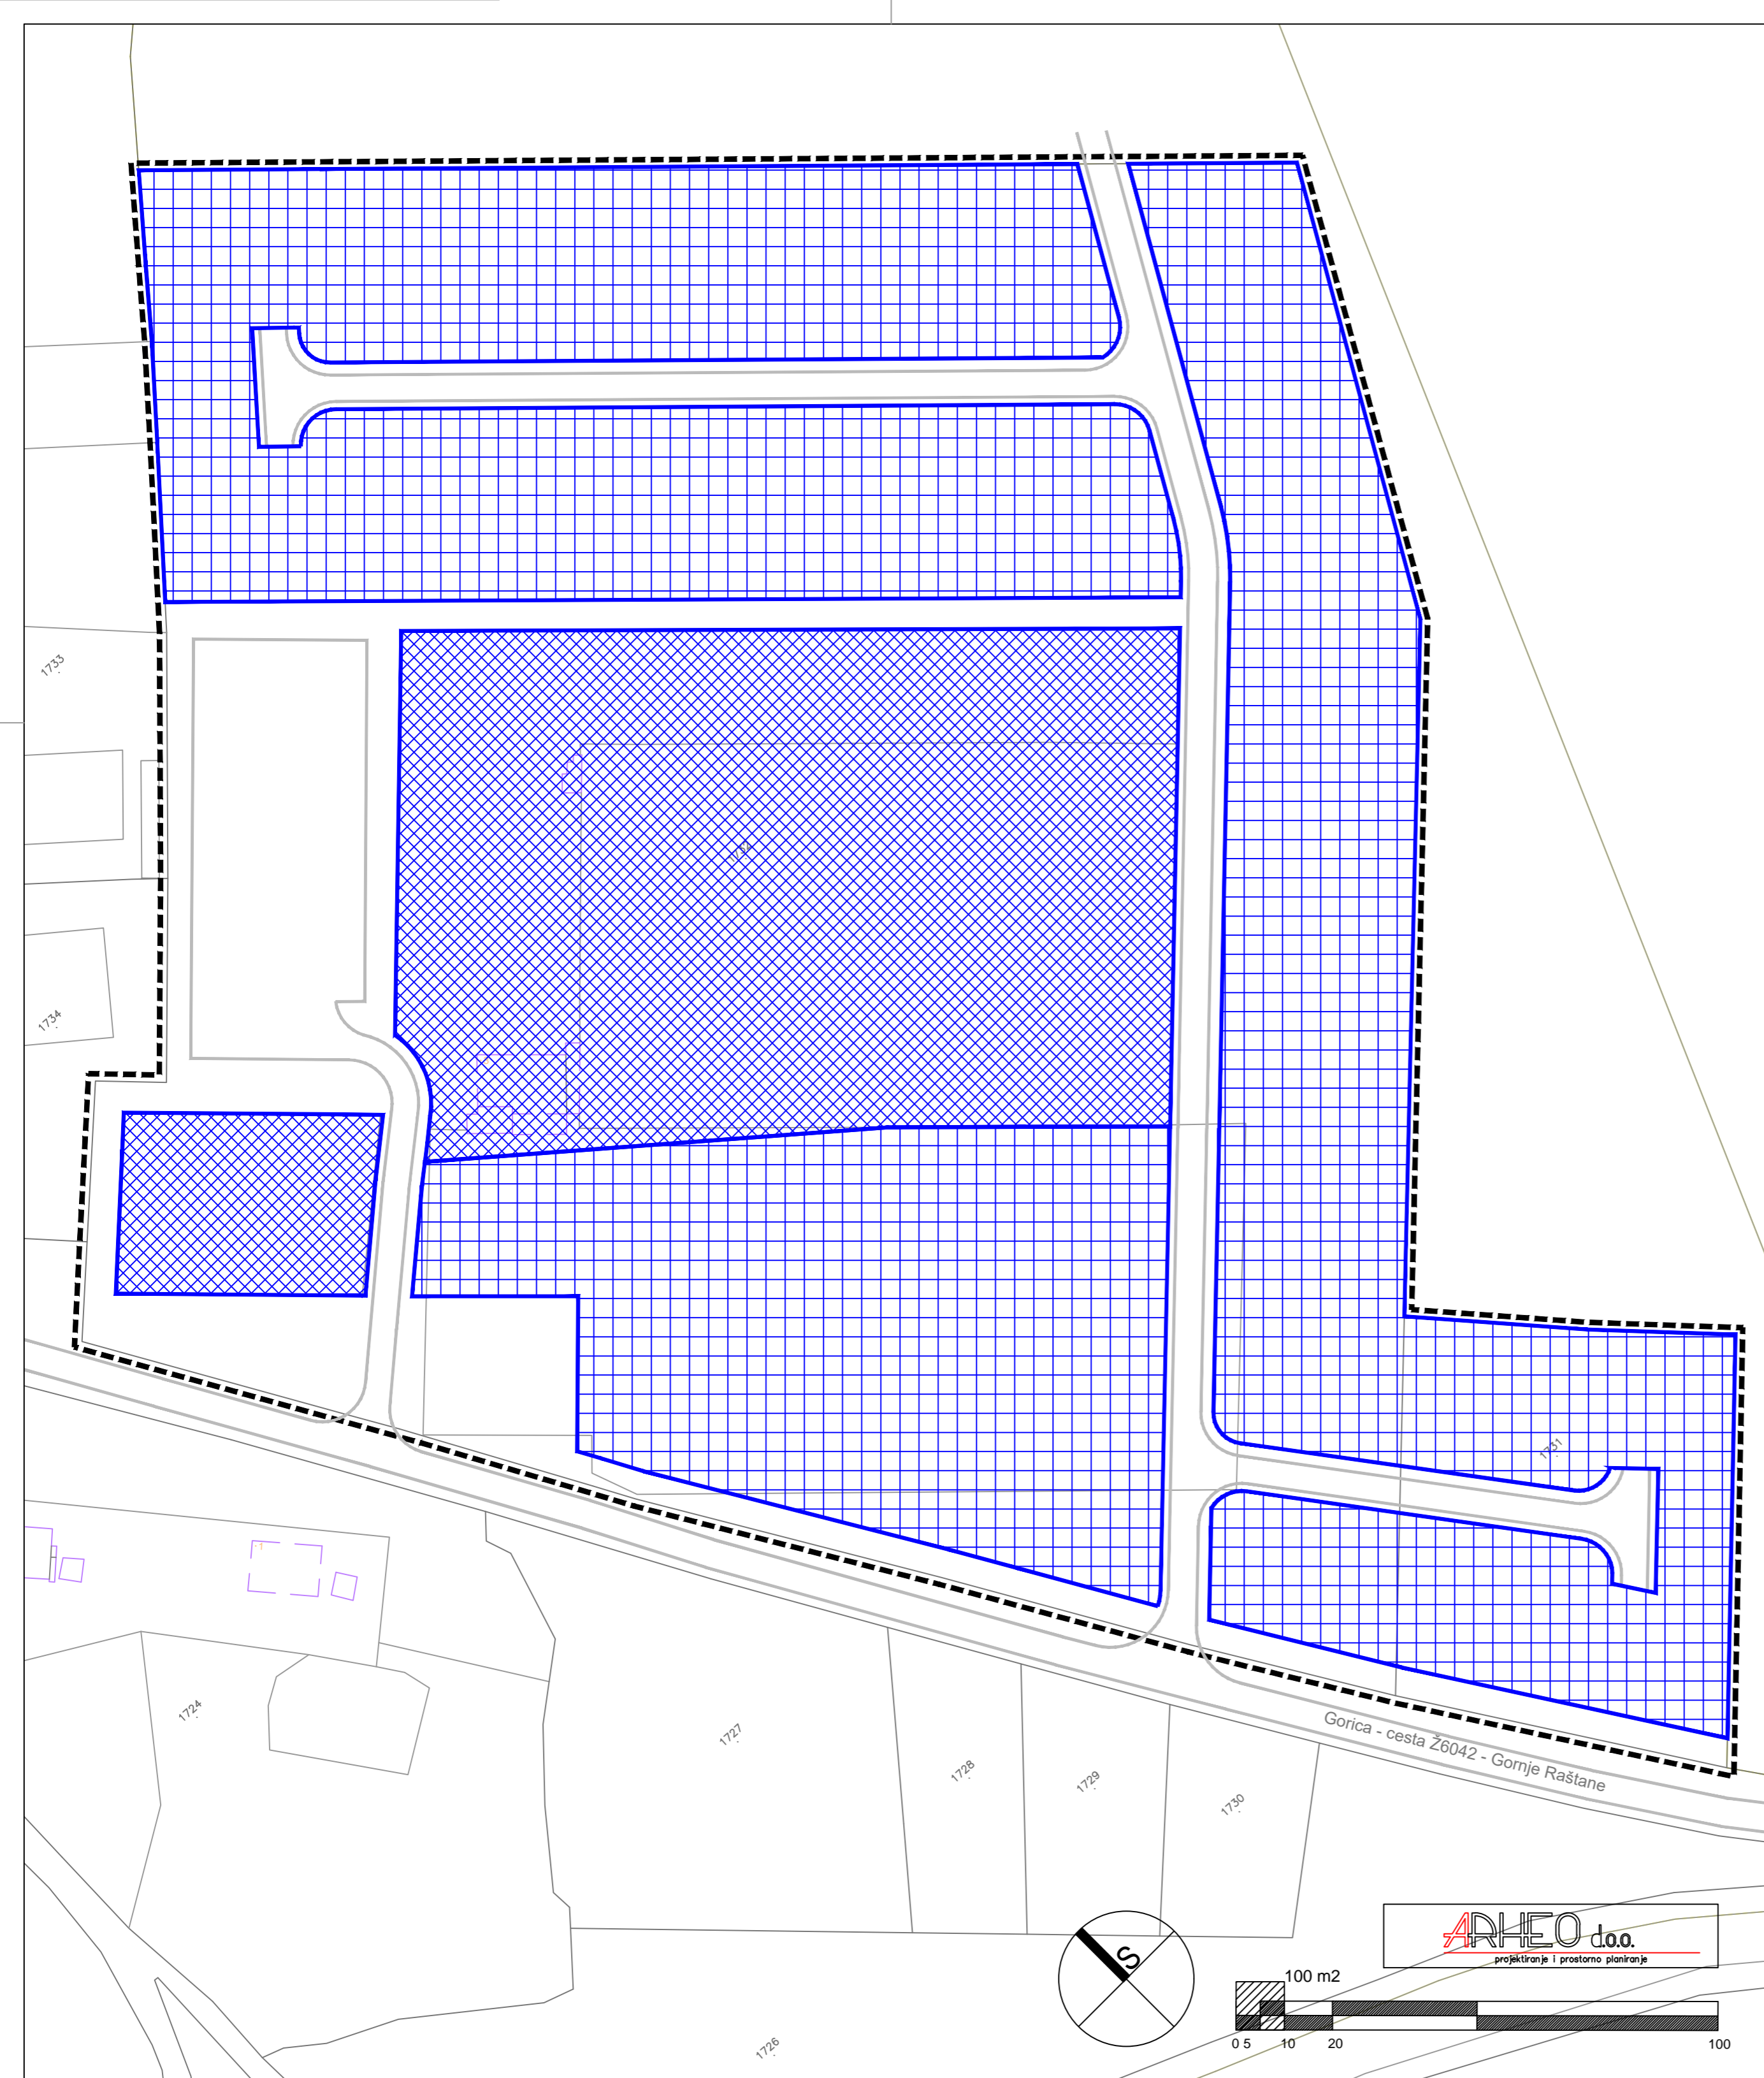 1733
1732
1734
1731
Gorica - cesta Ž6042 - Gornje Raštane
1724
1727
1728
1729
1730
1726
S
ARHEO d.o.o.
projektiranje i prostorno planiranje
100 m2
0 5 10 20 100